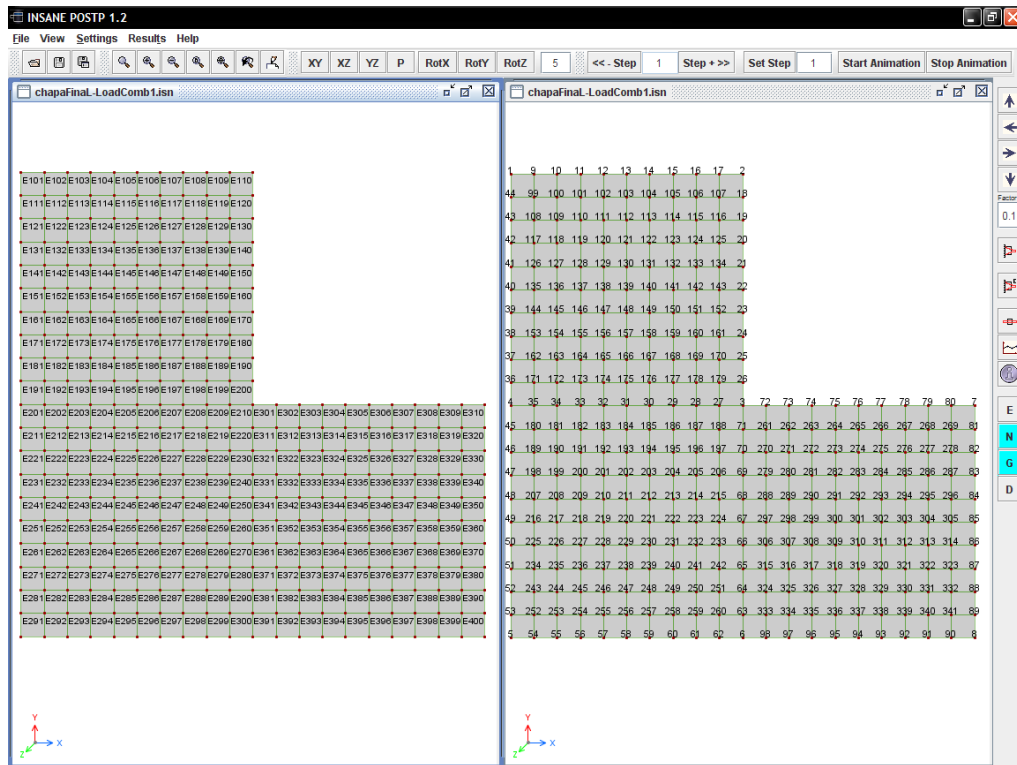 INSANE POSTP 1.2
File View Settings Results Help
XY XZ YZ P RotX RotY RotZ 5 << - Step 1 Step + >> Set Step 1 Start Animation Stop Animation
chapaFinaL-LoadComb1.isn
E101 E102 E103 E104 E105 E106 E107 E108 E109 E110
E111 E112 E113 E114 E115 E116 E117 E118 E119 E120
E121 E122 E123 E124 E125 E126 E127 E128 E129 E130
E131 E132 E133 E134 E135 E136 E137 E138 E139 E140
E141 E142 E143 E144 E145 E146 E147 E148 E149 E150
E151 E152 E153 E154 E155 E156 E157 E158 E159 E160
E161 E162 E163 E164 E165 E166 E167 E168 E169 E170
E171 E172 E173 E174 E175 E176 E177 E178 E179 E180
E181 E182 E183 E184 E185 E186 E187 E188 E189 E190
E191 E192 E193 E194 E195 E196 E197 E198 E199 E200
E201 E202 E203 E204 E205 E206 E207 E208 E209 E210 E301 E302 E303 E304 E305 E306 E307 E308 E309 E310
E211 E212 E213 E214 E215 E216 E217 E218 E219 E220 E311 E312 E313 E314 E315 E316 E317 E318 E319 E320
E221 E222 E223 E224 E225 E226 E227 E228 E229 E230 E321 E322 E323 E324 E325 E326 E327 E328 E329 E330
E231 E232 E233 E234 E235 E236 E237 E238 E239 E240 E331 E332 E333 E334 E335 E336 E337 E338 E339 E340
E241 E242 E243 E244 E245 E246 E247 E248 E249 E250 E341 E342 E343 E344 E345 E346 E347 E348 E349 E350
E251 E252 E253 E254 E255 E256 E257 E258 E259 E260 E351 E352 E353 E354 E355 E356 E357 E358 E359 E360
E261 E262 E263 E264 E265 E266 E267 E268 E269 E270 E361 E362 E363 E364 E365 E366 E367 E368 E369 E370
E271 E272 E273 E274 E275 E276 E277 E278 E279 E280 E371 E372 E373 E374 E375 E376 E377 E378 E379 E380
E281 E282 E283 E284 E285 E286 E287 E288 E289 E290 E381 E382 E383 E384 E385 E386 E387 E388 E389 E390
E291 E292 E293 E294 E295 E296 E297 E298 E299 E300 E391 E392 E393 E394 E395 E396 E397 E398 E399 E400
Y
X
Z
chapaFinaL-LoadComb1.isn
1 9 10 11 12 13 14 15 16 17 2
44 99 100 101 102 103 104 105 106 107 18
43 108 109 110 111 112 113 114 115 116 19
42 117 118 119 120 121 122 123 124 125 20
41 126 127 128 129 130 131 132 133 134 21
40 135 136 137 138 139 140 141 142 143 22
39 144 145 146 147 148 149 150 151 152 23
38 153 154 155 156 157 158 159 160 161 24
37 162 163 164 165 166 167 168 169 170 25
36 171 172 173 174 175 176 177 178 179 26
4 35 34 33 32 31 30 29 28 27 3 72 73 74 75 76 77 78 79 80 7
45 180 181 182 183 184 185 186 187 188 71 261 262 263 264 265 266 267 268 269 81
46 189 190 191 192 193 194 195 196 197 70 270 271 272 273 274 275 276 277 278 82
47 198 199 200 201 202 203 204 205 206 69 279 280 281 282 283 284 285 286 287 83
48 207 208 209 210 211 212 213 214 215 68 288 289 290 291 292 293 294 295 296 84
49 216 217 218 219 220 221 222 223 224 67 297 298 299 300 301 302 303 304 305 85
50 225 226 227 228 229 230 231 232 233 66 306 307 308 309 310 311 312 313 314 86
51 234 235 236 237 238 239 240 241 242 65 315 316 317 318 319 320 321 322 323 87
52 243 244 245 246 247 248 249 250 251 64 324 325 326 327 328 329 330 331 332 88
53 252 253 254 255 256 257 258 259 260 63 333 334 335 336 337 338 339 340 341 89
5 54 55 56 57 58 59 60 61 62 6 98 97 96 95 94 93 92 91 90 8
Y
X
Z
Factor
0.1
E
N
G
D